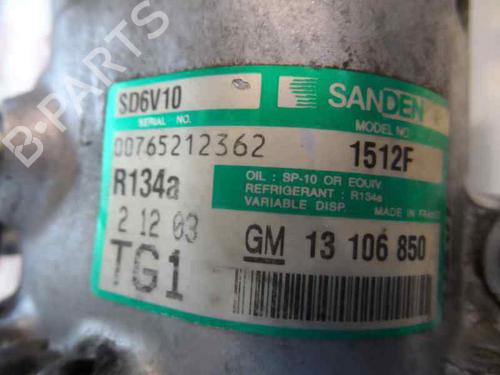 SD6V10
SANDEN
SERIAL NO.
MODEL NO.
00765212362
1512F
R134a
OIL : SP-10 OR EQUIV.
REFRIGERANT : R134a
VARIABLE DISP.
MADE IN FRANCE
2 12 03
TG1
GM 13 106 850
B-PARTS